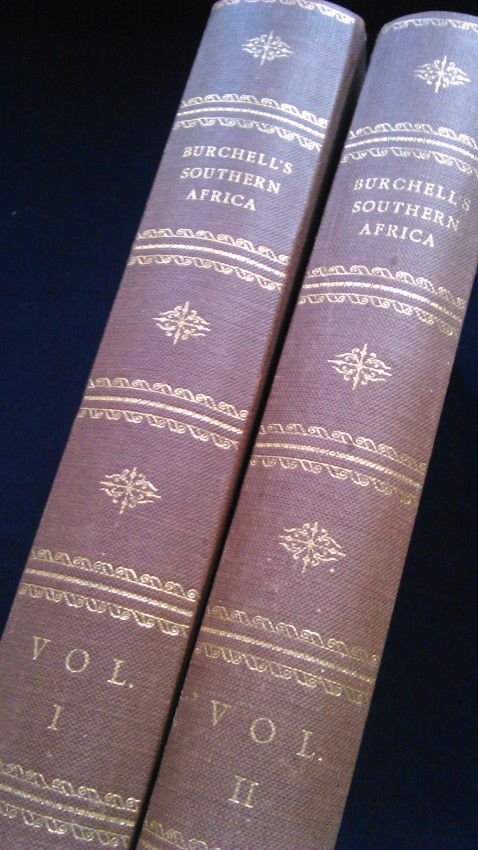 BURCHELL'S
SOUTHERN
AFRICA
VOL.
I
BURCHELL'S
SOUTHERN
AFRICA
VOL.
II